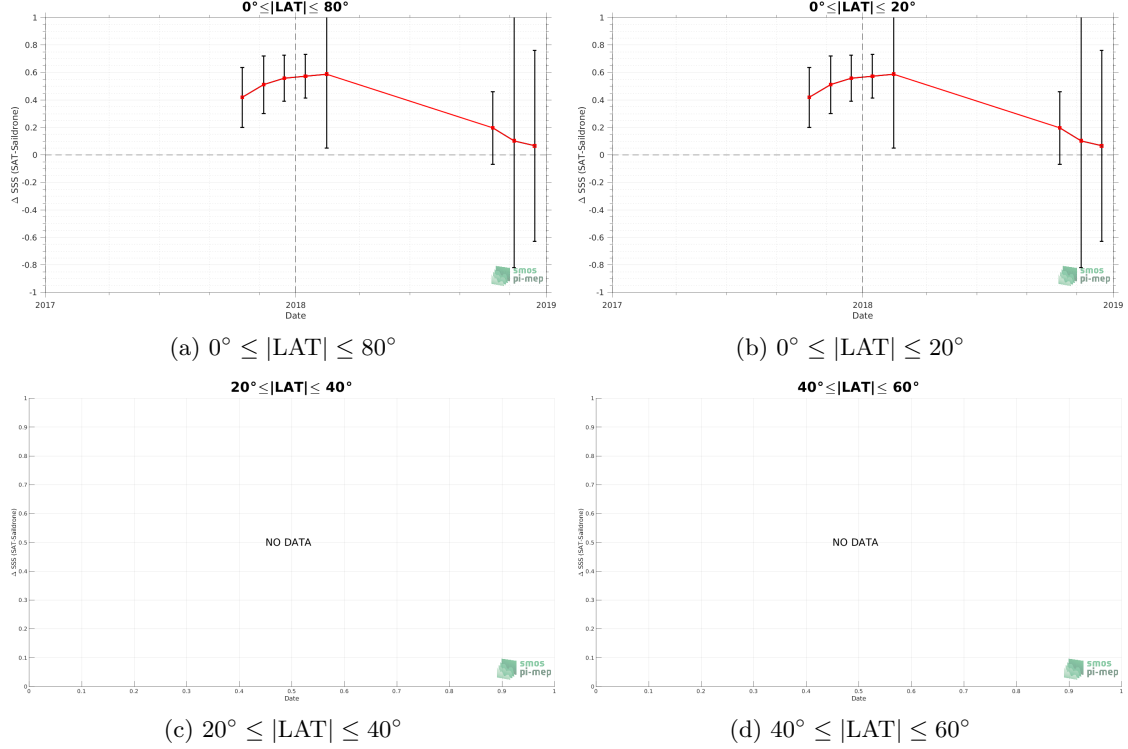 0°≤|LAT|≤ 80°
1
0.8
0.6
0.4
0.2
0
-0.2
-0.4
-0.6
-0.8
-1
Δ SSS (SAT-Saildrone)
2017
2018
2019
Date
smos
pi-mep
(a) 0° ≤ |LAT| ≤ 80°
0°≤|LAT|≤ 20°
1
0.8
0.6
0.4
0.2
0
-0.2
-0.4
-0.6
-0.8
-1
Δ SSS (SAT-Saildrone)
2017
2018
2019
Date
smos
pi-mep
(b) 0° ≤ |LAT| ≤ 20°
20°≤|LAT|≤ 40°
1
0.9
0.8
0.7
0.6
0.5
0.4
0.3
0.2
0.1
0
Δ SSS (SAT-Saildrone)
NO DATA
0 0.1 0.2 0.3 0.4 0.5 0.6 0.7 0.8 0.9 1
Date
smos
pi-mep
(c) 20° ≤ |LAT| ≤ 40°
40°≤|LAT|≤ 60°
1
0.9
0.8
0.7
0.6
0.5
0.4
0.3
0.2
0.1
0
Δ SSS (SAT-Saildrone)
NO DATA
0 0.1 0.2 0.3 0.4 0.5 0.6 0.7 0.8 0.9 1
Date
smos
pi-mep
(d) 40° ≤ |LAT| ≤ 60°